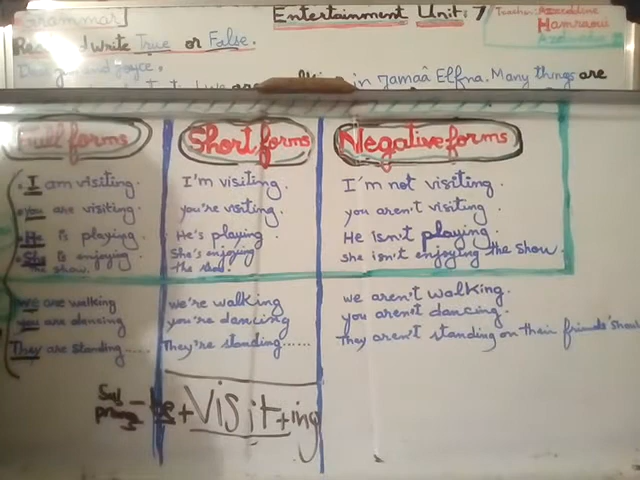 Grammar]
Entertainment Unit: 7
Teacher: Azeddine
Hamraoui
Read and Write True or False.
in Jamaâ Elfna. Many things are
Full forms
Short forms
Negative forms
I am visiting. I'm visiting. I'm not visiting.
you are visiting. you're visiting. you aren't visiting.
He is playing. He's playing. He isn't playing.
She is enjoying the show. She's enjoying the show. she isn't enjoying the show.
we are walking we're walking we aren't walking.
you are dancing you're dancing you aren't dancing.
They are standing..... They're standing...... They aren't standing on their friends' show
be + Visit + ing